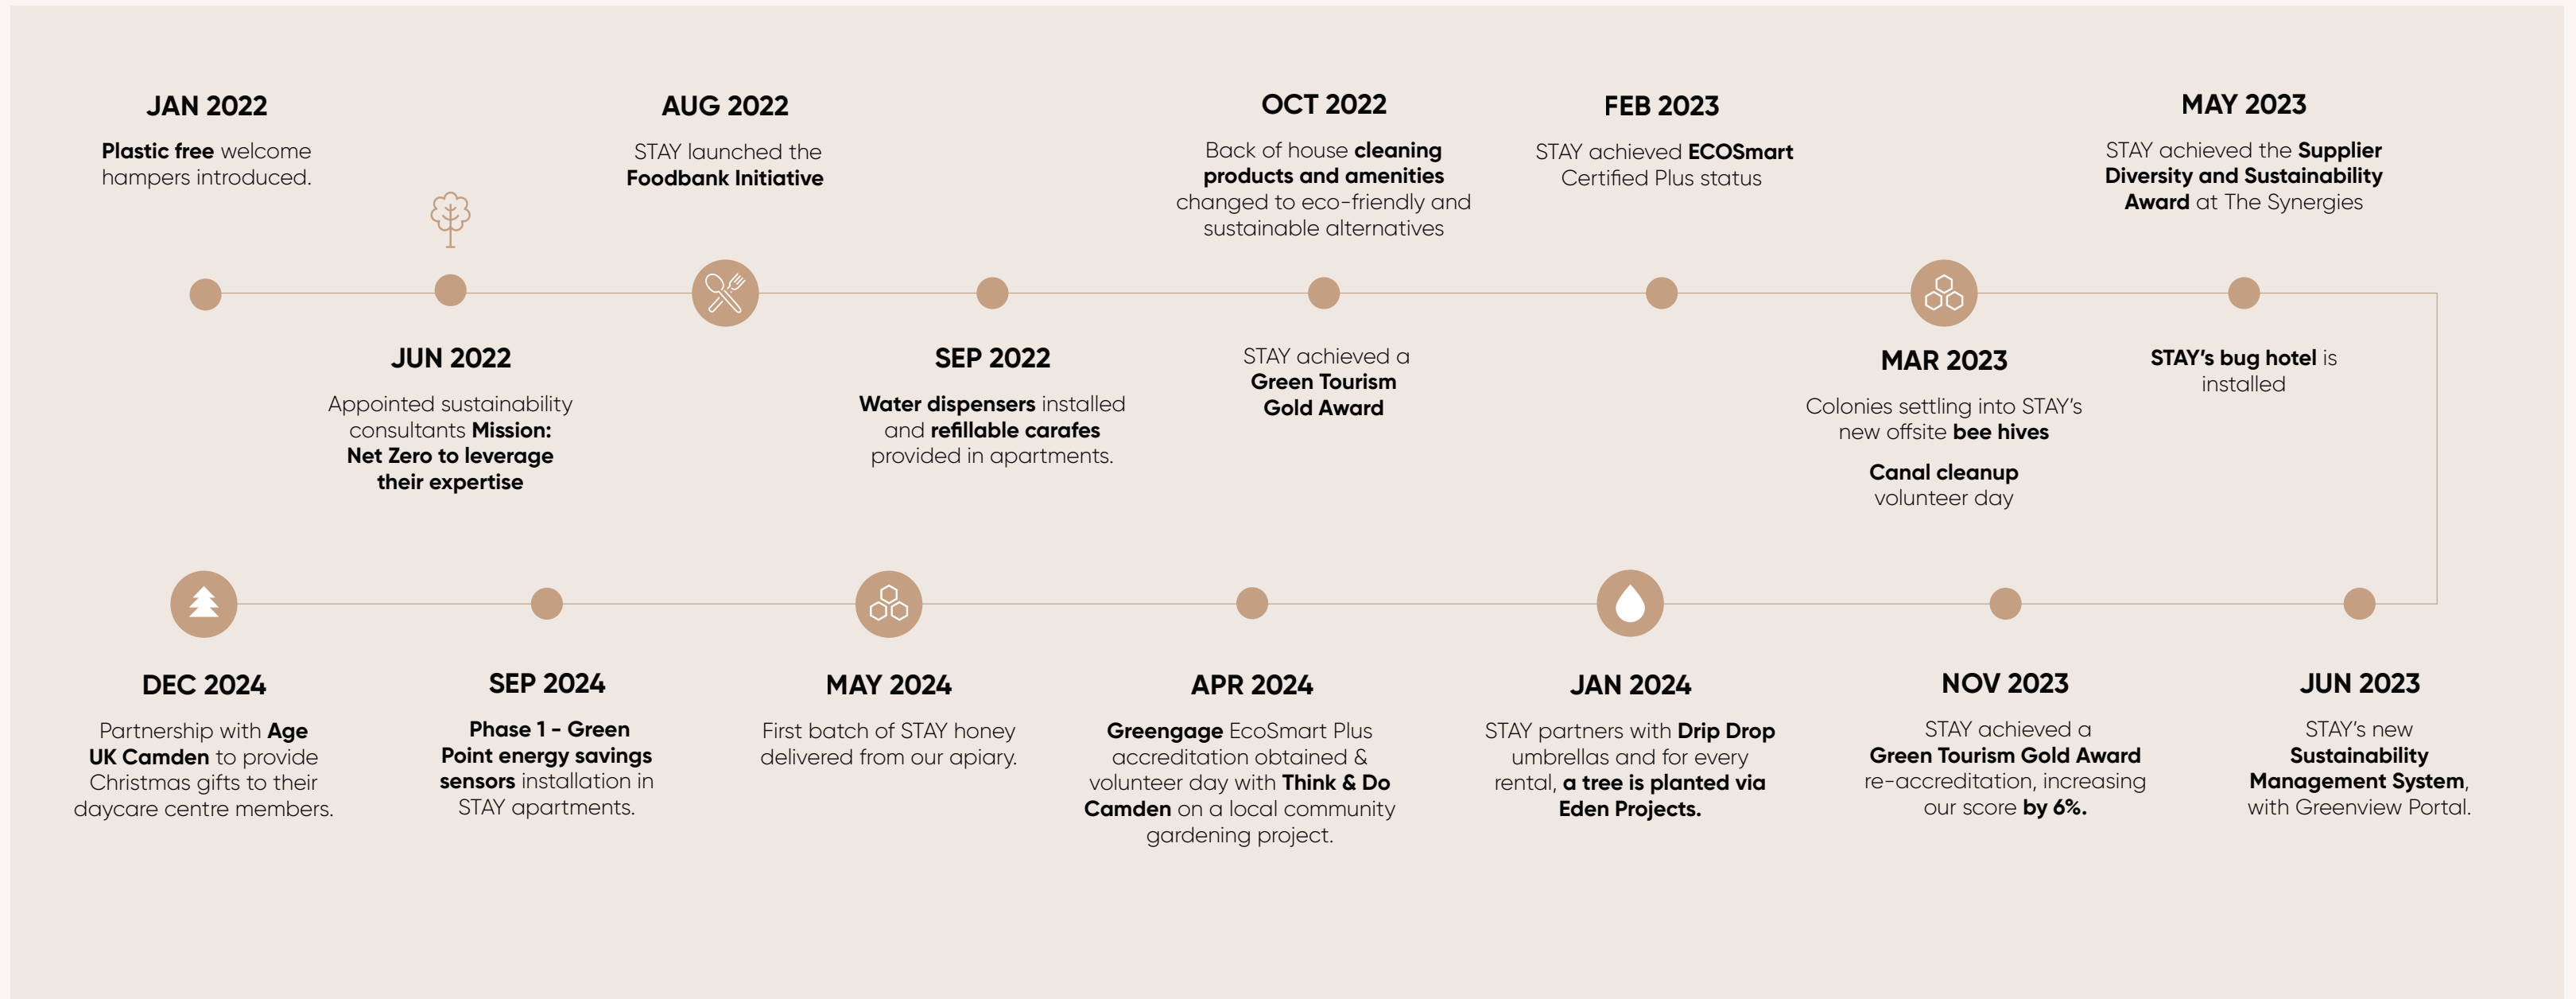 JAN 2022
Plastic free welcome
hampers introduced.
JUN 2022
Appointed sustainability
consultants Mission:
Net Zero to leverage
their expertise
AUG 2022
STAY launched the
Foodbank Initiative
SEP 2022
Water dispensers installed
and refillable carafes
provided in apartments.
OCT 2022
Back of house cleaning
products and amenities
changed to eco-friendly and
sustainable alternatives
STAY achieved a
Green Tourism
Gold Award
FEB 2023
STAY achieved ECOSmart
Certified Plus status
MAR 2023
Colonies settling into STAY’s
new offsite bee hives
Canal cleanup
volunteer day
MAY 2023
STAY achieved the Supplier
Diversity and Sustainability
Award at The Synergies
STAY’s bug hotel is
installed
JUN 2023
STAY’s new
Sustainability
Management System,
with Greenview Portal.
NOV 2023
STAY achieved a
Green Tourism Gold Award
re-accreditation, increasing
our score by 6%.
JAN 2024
STAY partners with Drip Drop
umbrellas and for every
rental, a tree is planted via
Eden Projects.
APR 2024
Greengage EcoSmart Plus
accreditation obtained &
volunteer day with Think & Do
Camden on a local community
gardening project.
MAY 2024
First batch of STAY honey
delivered from our apiary.
SEP 2024
Phase 1 - Green
Point energy savings
sensors installation in
STAY apartments.
DEC 2024
Partnership with Age
UK Camden to provide
Christmas gifts to their
daycare centre members.